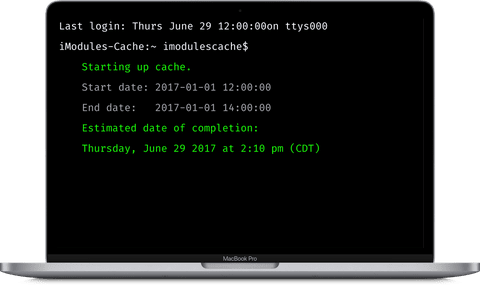 Last login: Thurs June 29 12:00:00on ttys000
iModules-Cache:~ imodulescache$
Starting up cache.
Start date: 2017-01-01 12:00:00
End date:   2017-01-01 14:00:00
Estimated date of completion:
Thursday, June 29 2017 at 2:10 pm (CDT)
MacBook Pro